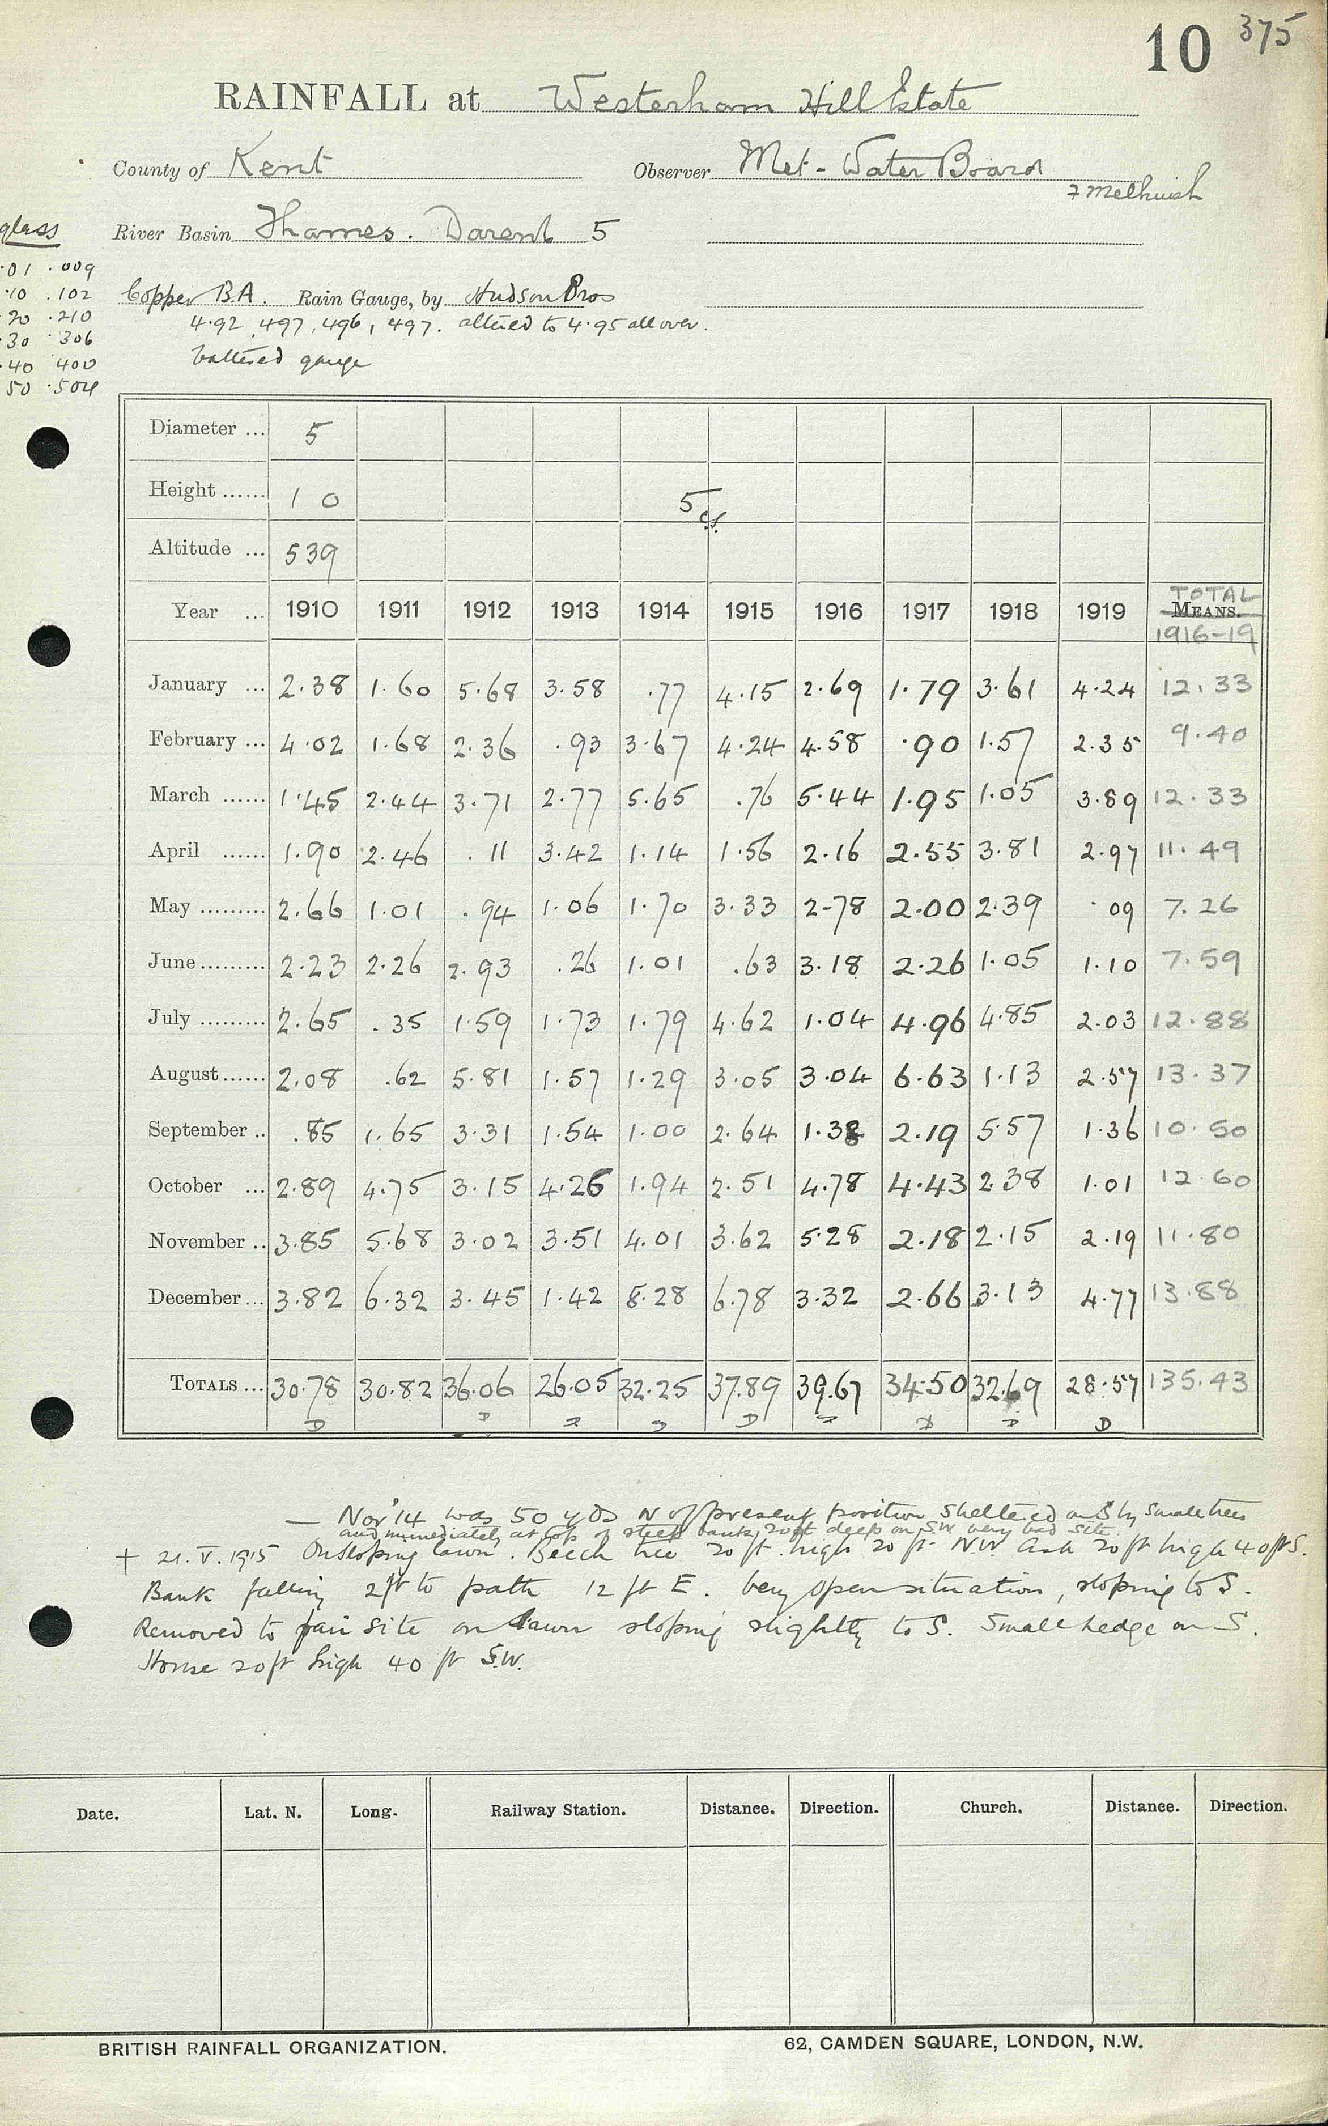 10 375
RAINFALL at Westerham Hill Estate
County of Kent Observer Met. Water Board
F Melhuish
River Basin Thames. Darent 5
glass
.01 .009
.10 .102
.20 .210
.30 306
.40 400
50 .504
Copper B.A. Rain Gauge, by Hudson Bros
4.92, 497, 496, 497. altered to 4.95 all over.
battered gauge
Diameter ... 5
Height ...... 1 0 5
Altitude ... 539
Year ... 1910 1911 1912 1913 1914 1915 1916 1917 1918 1919 TOTAL MEANS. 1916-19
January ... 2.38 1.60 5.68 3.58 .77 4.15 2.69 1.79 3.61 4.24 12.33
February ... 4.02 1.68 2.36 .93 3.67 4.24 4.58 .90 1.57 2.35 9.40
March ...... 1.45 2.44 3.71 2.77 5.65 .76 5.44 1.95 1.05 3.89 12.33
April ...... 1.90 2.46 .11 3.42 1.14 1.56 2.16 2.55 3.81 2.97 11.49
May ......... 2.66 1.01 .94 1.06 1.70 3.33 2.78 2.00 2.39 .09 7.26
June ......... 2.23 2.26 2.93 .26 1.01 .63 3.18 2.26 1.05 1.10 7.59
July ......... 2.65 .35 1.59 1.73 1.79 4.62 1.04 4.96 4.85 2.03 12.88
August ...... 2.08 .62 5.81 1.57 1.29 3.05 3.04 6.63 1.13 2.57 13.37
September .. .85 1.65 3.31 1.54 1.00 2.64 1.38 2.19 5.57 1.36 10.50
October ... 2.89 4.75 3.15 4.26 1.94 2.51 4.78 4.43 2.38 1.01 12.60
November .. 3.85 5.68 3.02 3.51 4.01 3.62 5.28 2.18 2.15 2.19 11.80
December ... 3.82 6.32 3.45 1.42 8.28 6.78 3.32 2.66 3.13 4.77 13.88
TOTALS ... 30.78 30.82 36.06 26.05 32.25 37.89 39.67 34.50 32.69 28.57 135.43
— Nov '14 was 50 yds N of present position sheltered on S by small trees
and immediately at top of steep bank, 20 ft deep on S.W. very bad site.
+ 21.V.1915 On sloping lawn. Beech tree 20 ft. high 20 ft. NW. Ash 20 ft high 40 ft S.
Bank falling 2 ft to path 12 ft E. Very open situation, sloping to S.
Removed to fair site on lawn sloping slightly to S. Small hedge on S.
House 20 ft high 40 ft S.W.
Date. Lat. N. Long. Railway Station. Distance. Direction. Church. Distance. Direction.
BRITISH RAINFALL ORGANIZATION. 62, CAMDEN SQUARE, LONDON, N.W.